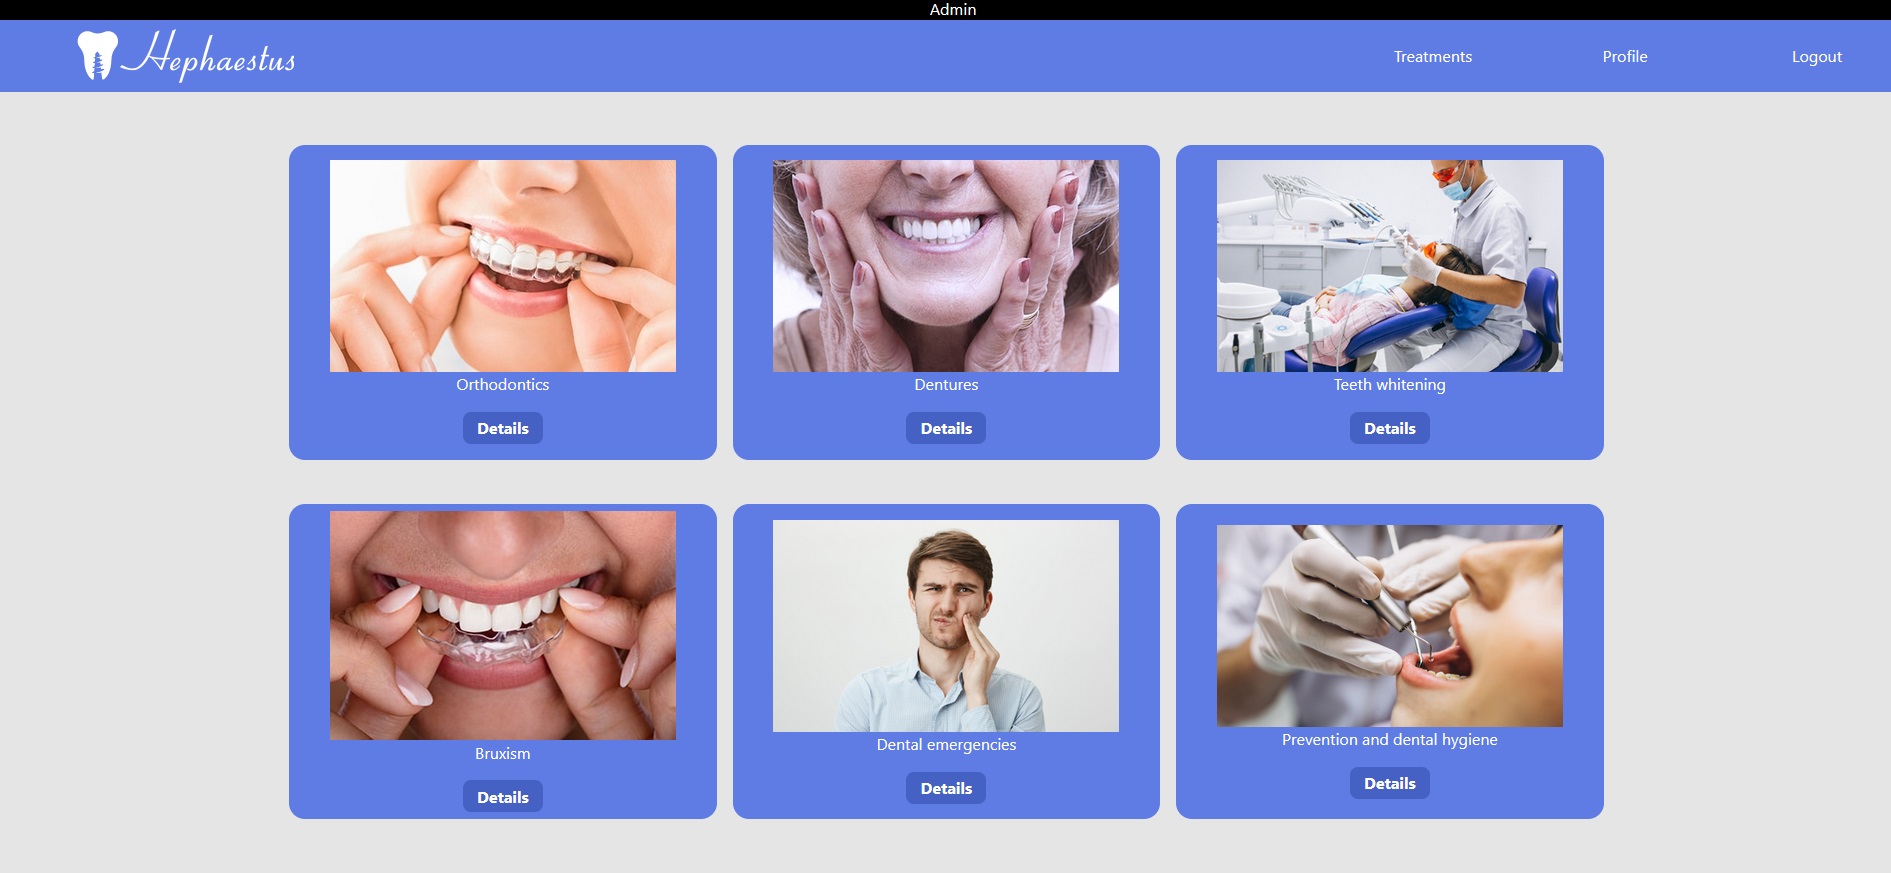 Admin
Hephaestus
Treatments
Profile
Logout
Orthodontics
Details
Dentures
Details
Teeth whitening
Details
Bruxism
Details
Dental emergencies
Details
Prevention and dental hygiene
Details